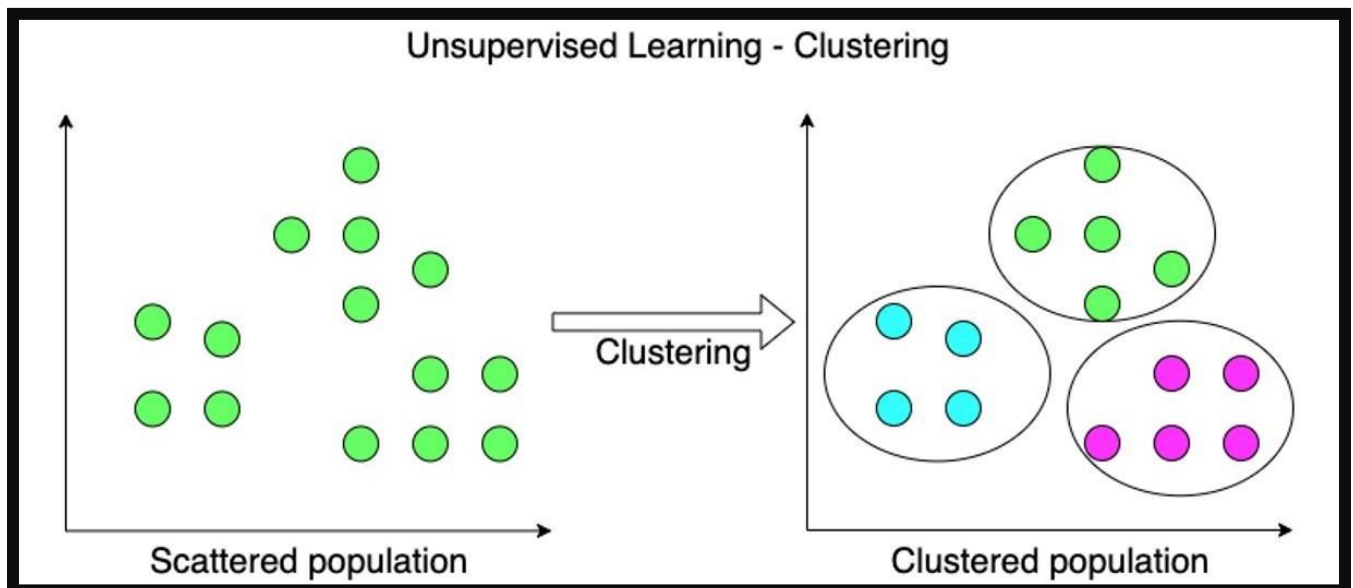 Unsupervised Learning - Clustering
Clustering
Scattered population
Clustered population